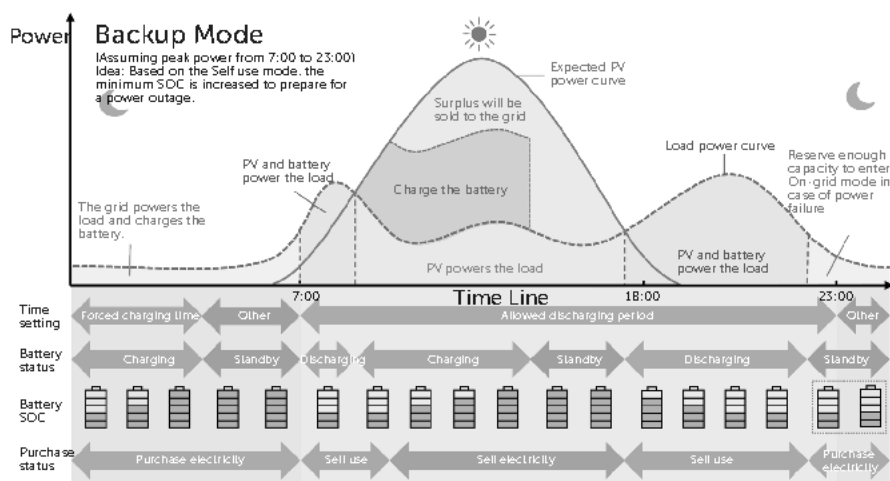 Power
Backup Mode
(Assuming peak power from 7:00 to 23:00)
Idea: Based on the Self use mode, the
minimum SOC is increased to prepare for
a power outage.
Expected PV
power curve
Surplus will be
sold to the grid
PV and battery
power the load
Load power curve
Reserve enough
capacity to enter
On-grid mode in
case of power
failure
Charge the battery
The grid powers the
load and charges the
battery.
PV powers the load
PV and battery
power the load
7:00
Time Line
18:00
23:00
Time
setting
Forced charging time
Other
Allowed discharging period
Other
Battery
status
Charging
Standby
Discharging
Charging
Standby
Discharging
Standby
Battery
SOC
Purchase
status
Purchase electricity
Self use
Sell electricity
Self use
Purchase
electricity